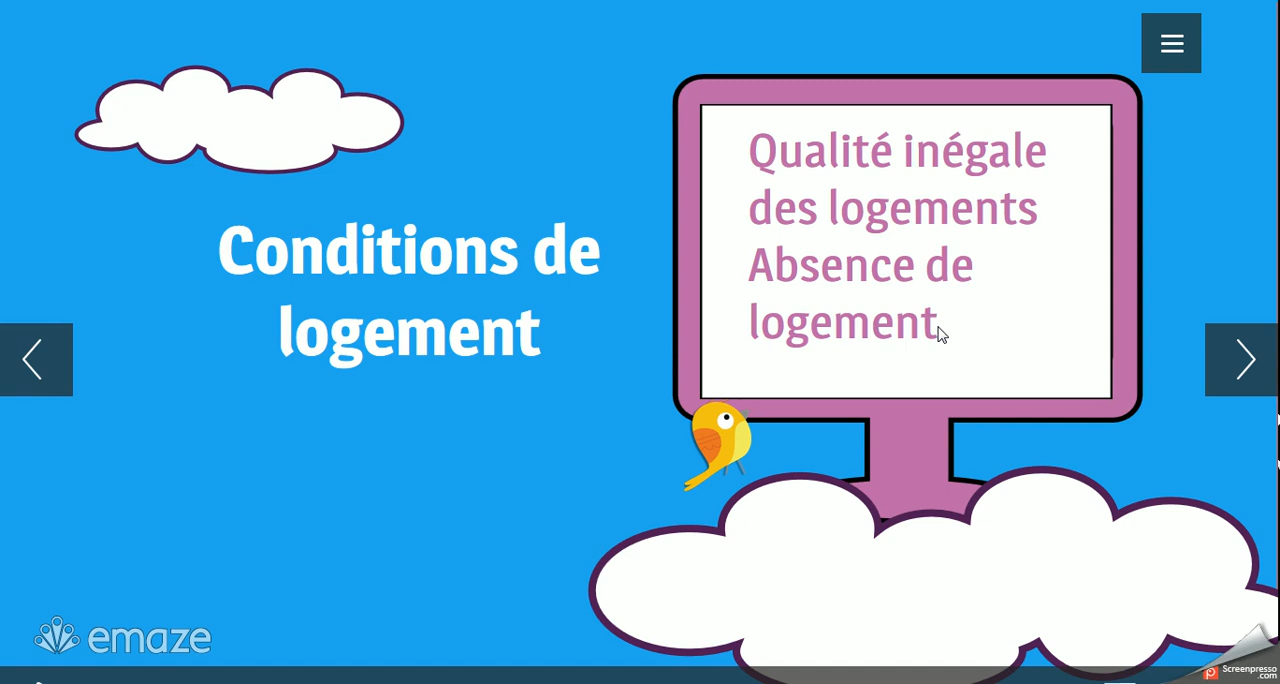 Conditions de
logement
Qualité inégale
des logements
Absence de
logement
emaze
Screenpresso
.com